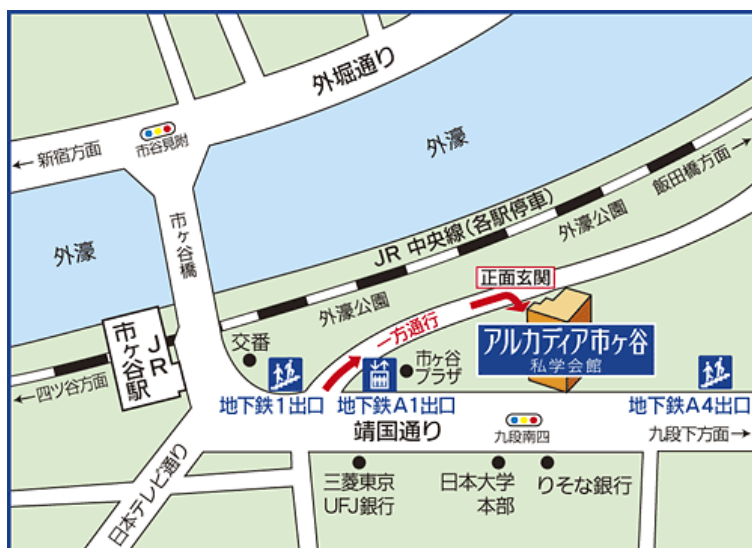 外堀通り
← 新宿方面
市谷見附
外濠
飯田橋方面 →
外濠
市ヶ谷橋
JR 中央線(各駅停車)
外濠公園
正面玄関
外濠公園
一方通行
JR
市ヶ谷駅
交番
市ヶ谷
プラザ
アルカディア市ヶ谷
私学会館
← 四ツ谷方面
地下鉄1出口
地下鉄A1出口
地下鉄A4出口
靖国通り
九段南四
九段下方面→
日本テレビ通り
三菱東京
UFJ銀行
日本大学
本部
りそな銀行